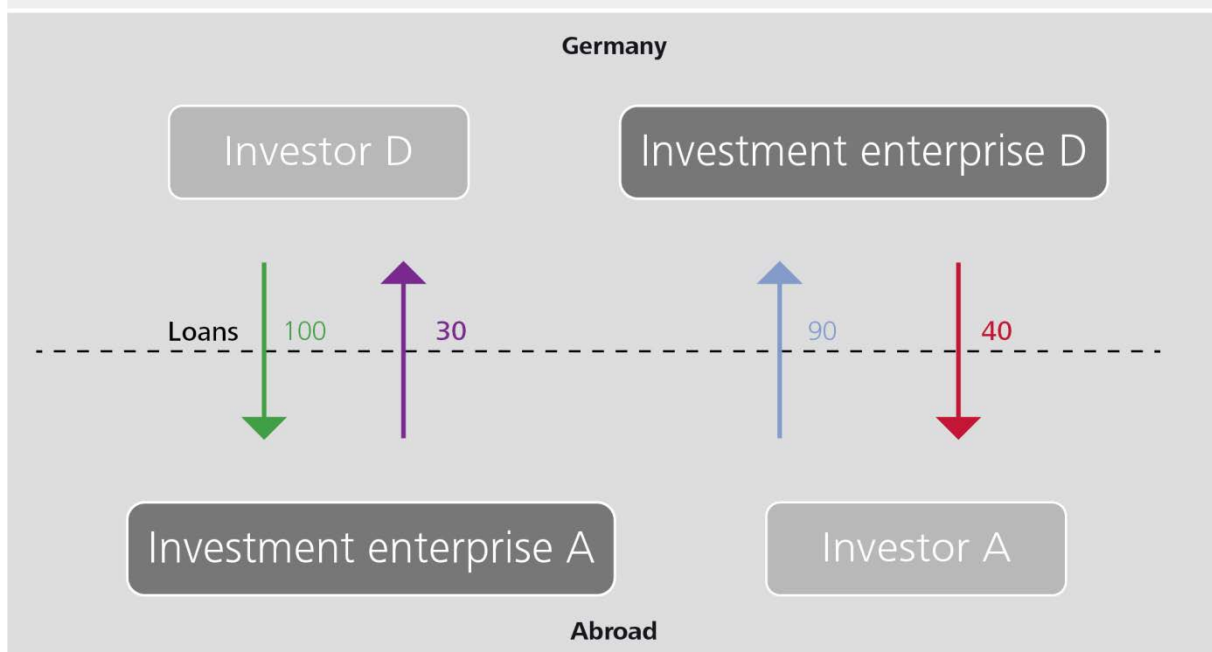 Germany
Investor D
Investment enterprise D
Loans 100 30 90 40
Investment enterprise A
Investor A
Abroad